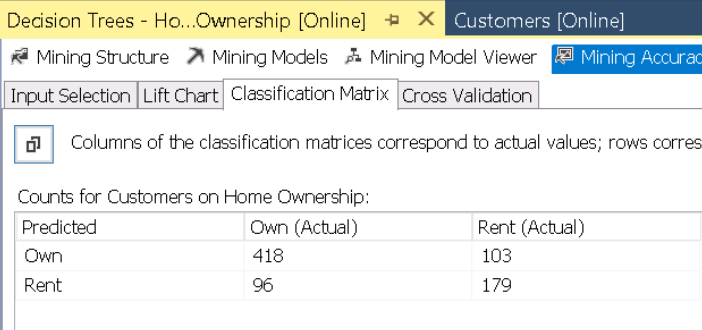 Decision Trees - Ho...Ownership [Online] Customers [Online]
Mining Structure Mining Models Mining Model Viewer Mining Accurac
Input Selection Lift Chart Classification Matrix Cross Validation
Columns of the classification matrices correspond to actual values; rows corres
Counts for Customers on Home Ownership:
Predicted Own (Actual) Rent (Actual)
Own 418 103
Rent 96 179